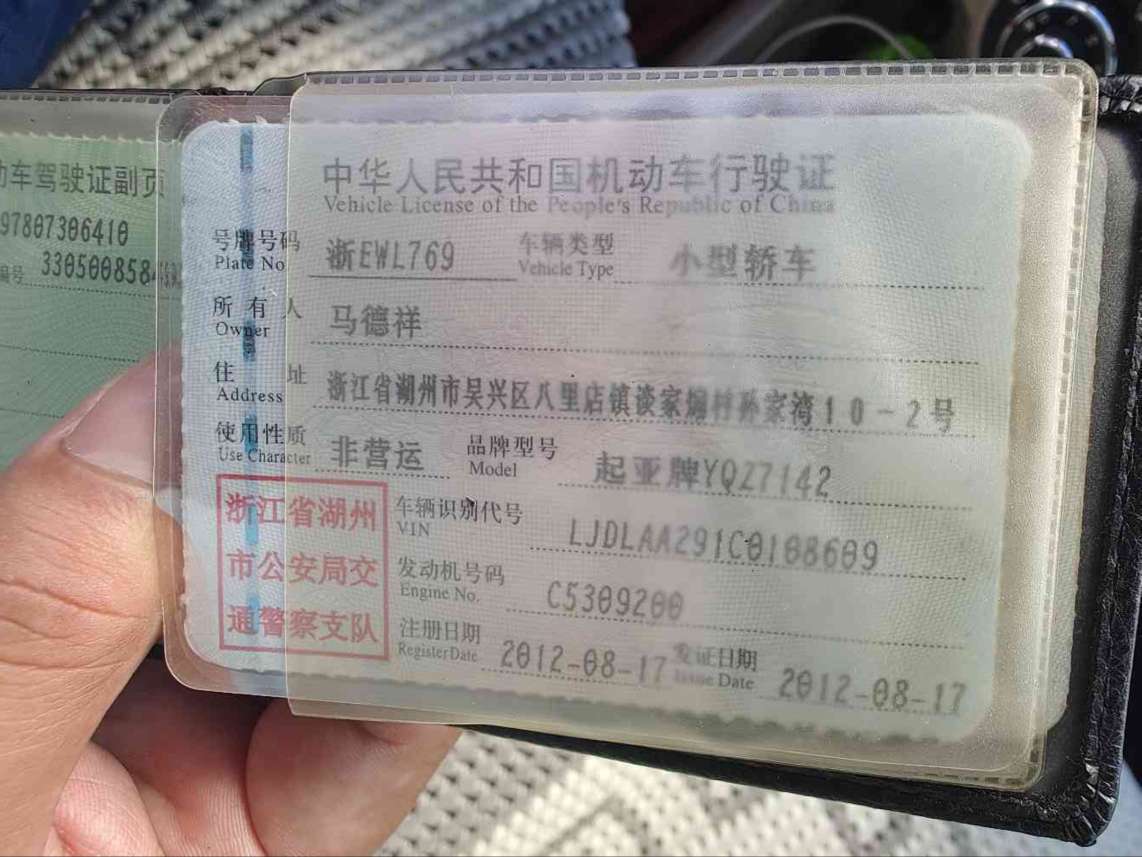 动车驾驶证副页
97807306410
编号 3305008584
中华人民共和国机动车行驶证
Vehicle License of the People's Republic of China
号牌号码 浙EWL769 车辆类型 小型轿车
Plate No. Vehicle Type
所有人 马德祥
Owner
住址 浙江省湖州市吴兴区八里店镇谈家 孙家湾10-2号
Address
使用性质 非营运 品牌型号 起亚牌YQZ7142
Use Character Model
浙江省湖州
市公安局交
通警察支队
车辆识别代号 LJDLAA291C0108609
VIN
发动机号码 C5309200
Engine No.
注册日期 2012-08-17 发证日期 2012-08-17
Register Date Issue Date